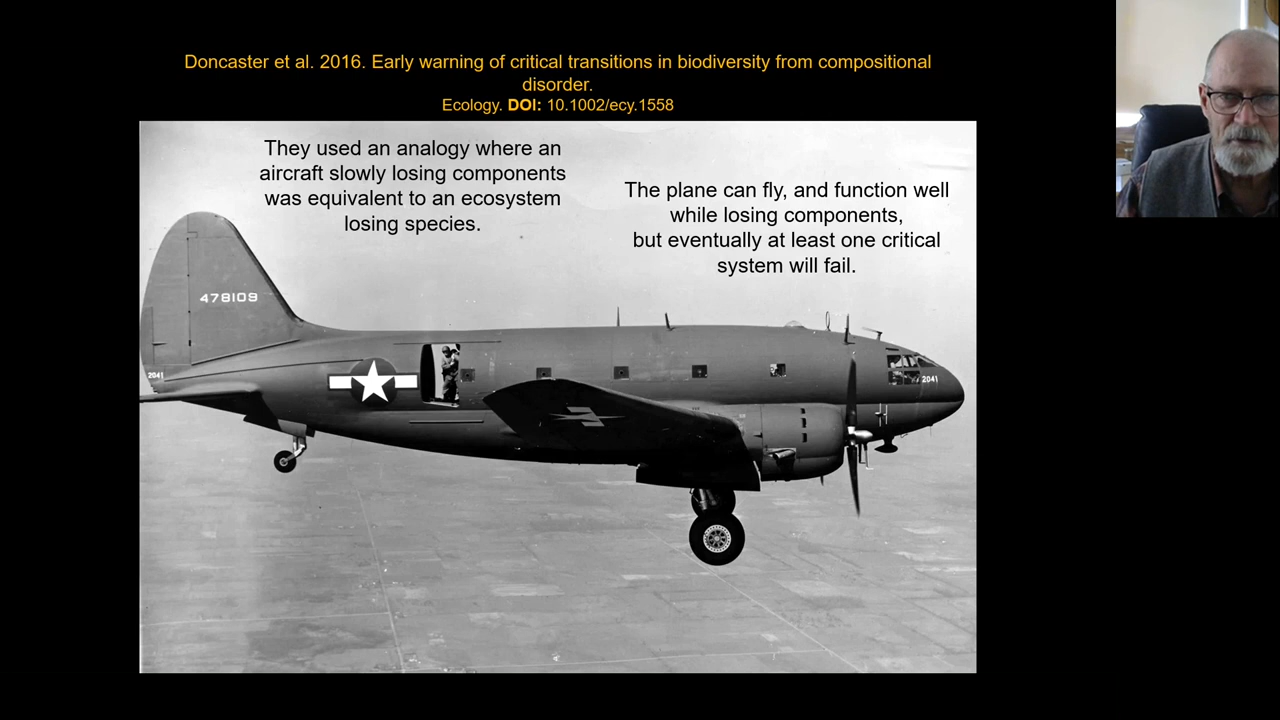 Doncaster et al. 2016. Early warning of critical transitions in biodiversity from compositional
disorder.
Ecology. DOI: 10.1002/ecy.1558
They used an analogy where an
aircraft slowly losing components
was equivalent to an ecosystem
losing species.
The plane can fly, and function well
while losing components,
but eventually at least one critical
system will fail.
478109
2041
2041